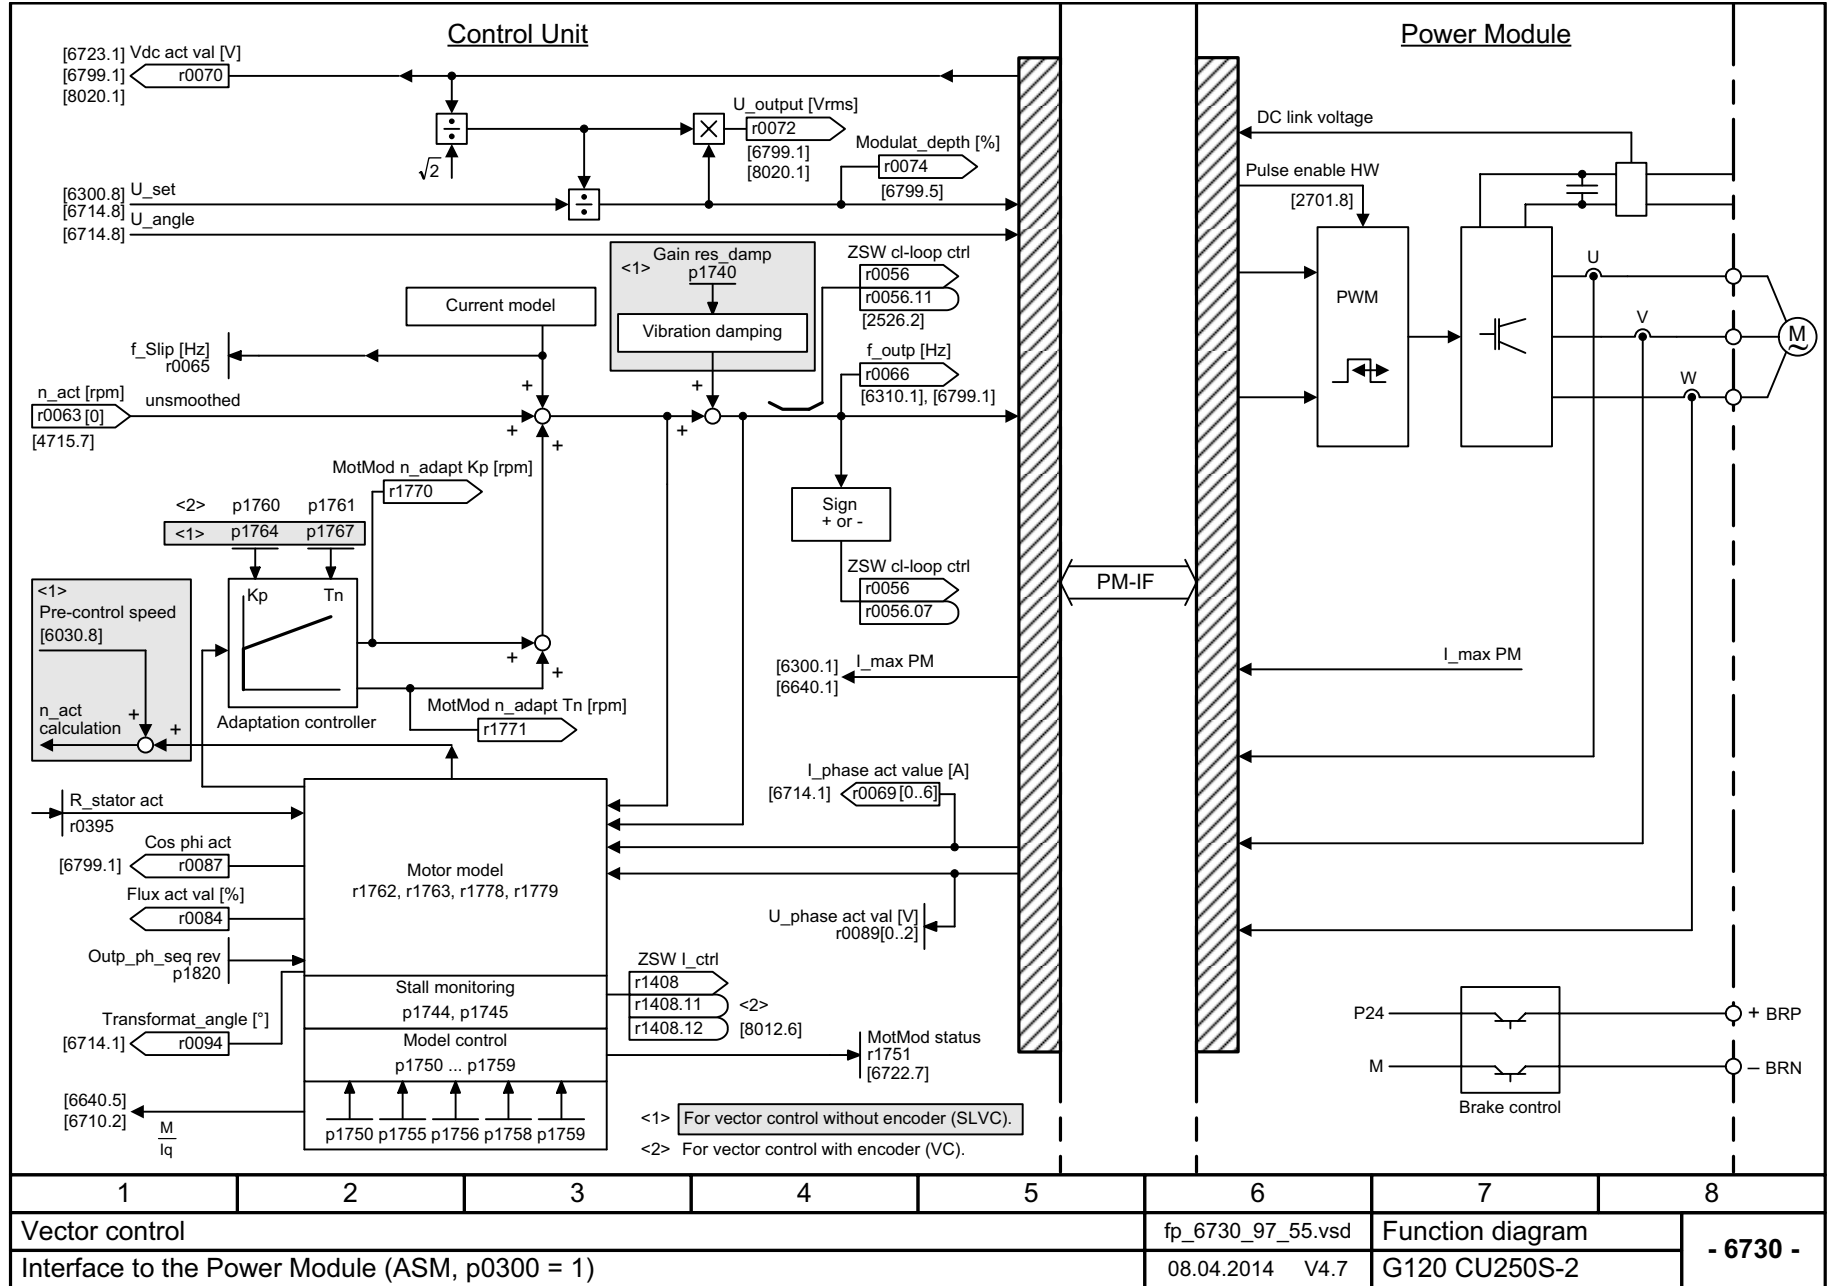 Control Unit
Power Module
[6723.1] Vdc act val [V]
[6799.1] r0070
[8020.1]
÷
√2
×
U_output [Vrms]
r0072
[6799.1]
[8020.1]
Modulat_depth [%]
r0074
[6799.5]
[6300.8] U_set
[6714.8]
÷
U_angle
[6714.8]
DC link voltage
Pulse enable HW
[2701.8]
PWM
U
V
W
M
~
<1>
Gain res_damp
p1740
Vibration damping
ZSW cl-loop ctrl
r0056
r0056.11
[2526.2]
Current model
f_Slip [Hz]
r0065
n_act [rpm]
r0063 [0]
[4715.7]
unsmoothed
+
+
+
+
+
f_outp [Hz]
r0066
[6310.1], [6799.1]
MotMod n_adapt Kp [rpm]
r1770
Sign
+ or -
<2> p1760 p1761
<1> p1764 p1767
Kp Tn
Adaptation controller
+
+
MotMod n_adapt Tn [rpm]
r1771
ZSW cl-loop ctrl
r0056
r0056.07
PM-IF
<1>
Pre-control speed
[6030.8]
n_act
calculation
+
+
[6300.1] I_max PM
[6640.1]
I_max PM
I_phase act value [A]
[6714.1] r0069 [0..6]
R_stator act
r0395
Cos phi act
[6799.1] r0087
Flux act val [%]
r0084
Outp_ph_seq rev
p1820
Transformat_angle [°]
[6714.1] r0094
[6640.5]
[6710.2]
M
Iq
Motor model
r1762, r1763, r1778, r1779
Stall monitoring
p1744, p1745
Model control
p1750 ... p1759
p1750 p1755 p1756 p1758 p1759
U_phase act val [V]
r0089[0..2]
ZSW I_ctrl
r1408
r1408.11
r1408.12
<2>
[8012.6]
MotMod status
r1751
[6722.7]
<1> For vector control without encoder (SLVC).
<2> For vector control with encoder (VC).
P24
M
+ BRP
– BRN
Brake control
1 2 3 4 5 6 7 8
Vector control
fp_6730_97_55.vsd
Function diagram
- 6730 -
Interface to the Power Module (ASM, p0300 = 1)
08.04.2014 V4.7
G120 CU250S-2